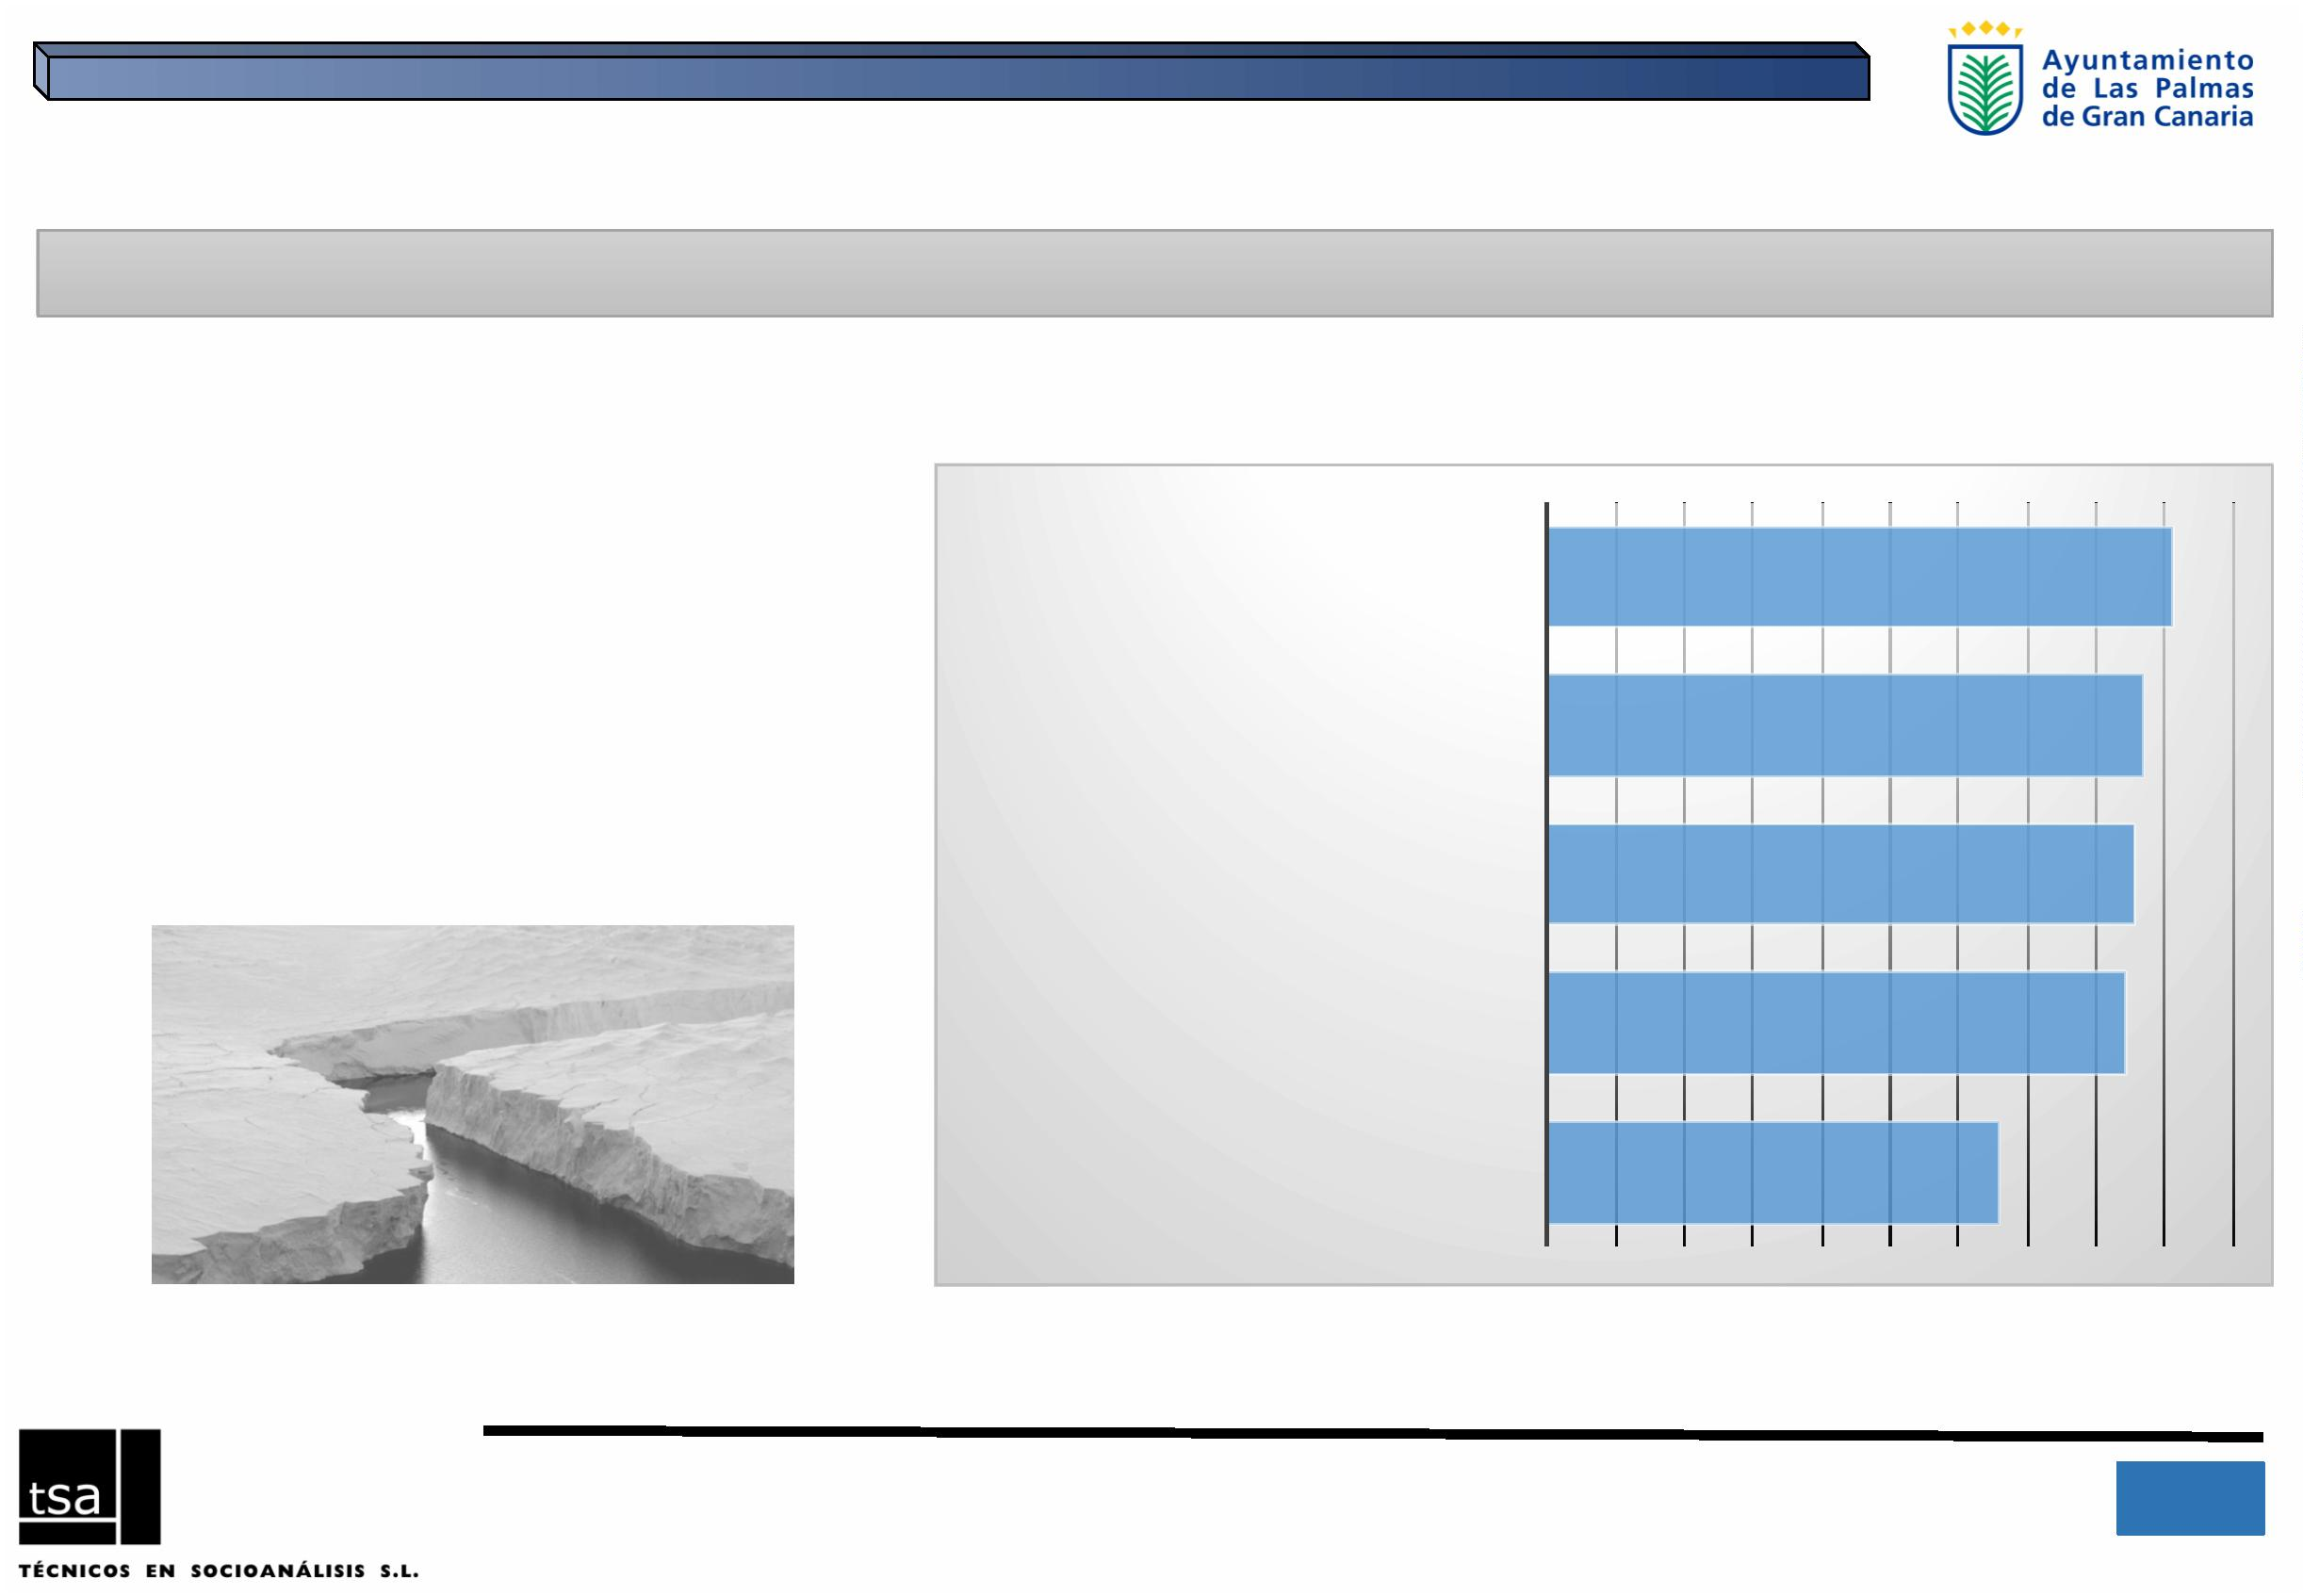 Ayuntamiento
de Las Palmas
de Gran Canaria
tsa
TÉCNICOS EN SOCIOANÁLISIS S.L.